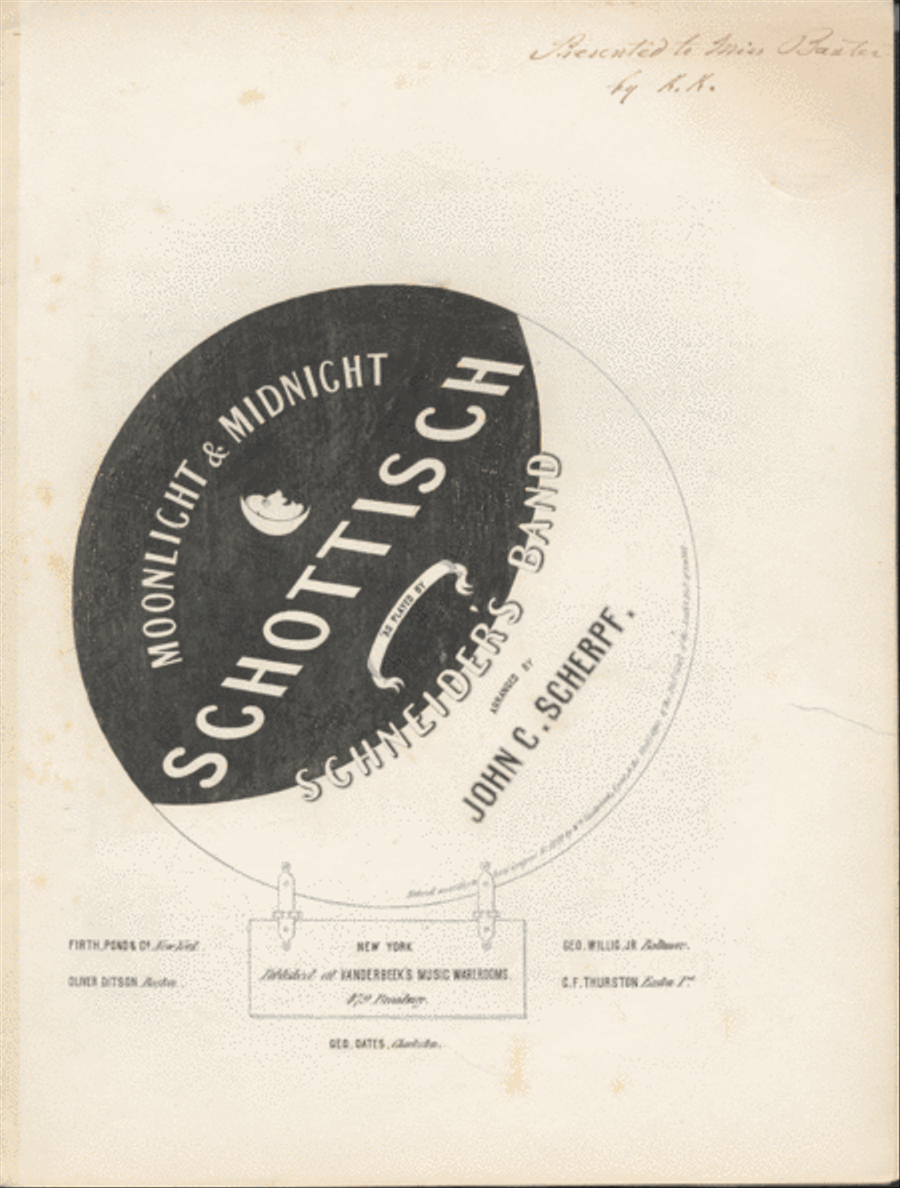 Presented to Miss Baxter
by K.K.
MOONLIGHT & MIDNIGHT
SCHOTTISCH
AS PLAYED BY
SCHNEIDER'S BAND
ARRANGED BY
JOHN C. SCHERPF.
FIRTH, POND & Co. New York.
OLIVER DITSON Boston.
NEW YORK
Published at VANDERBEEK'S MUSIC WAREROOMS
479 Broadway.
GEO. WILLIG, JR Baltimore.
C. F. THURSTON Easton Pa
GEO. OATES, Charleston.